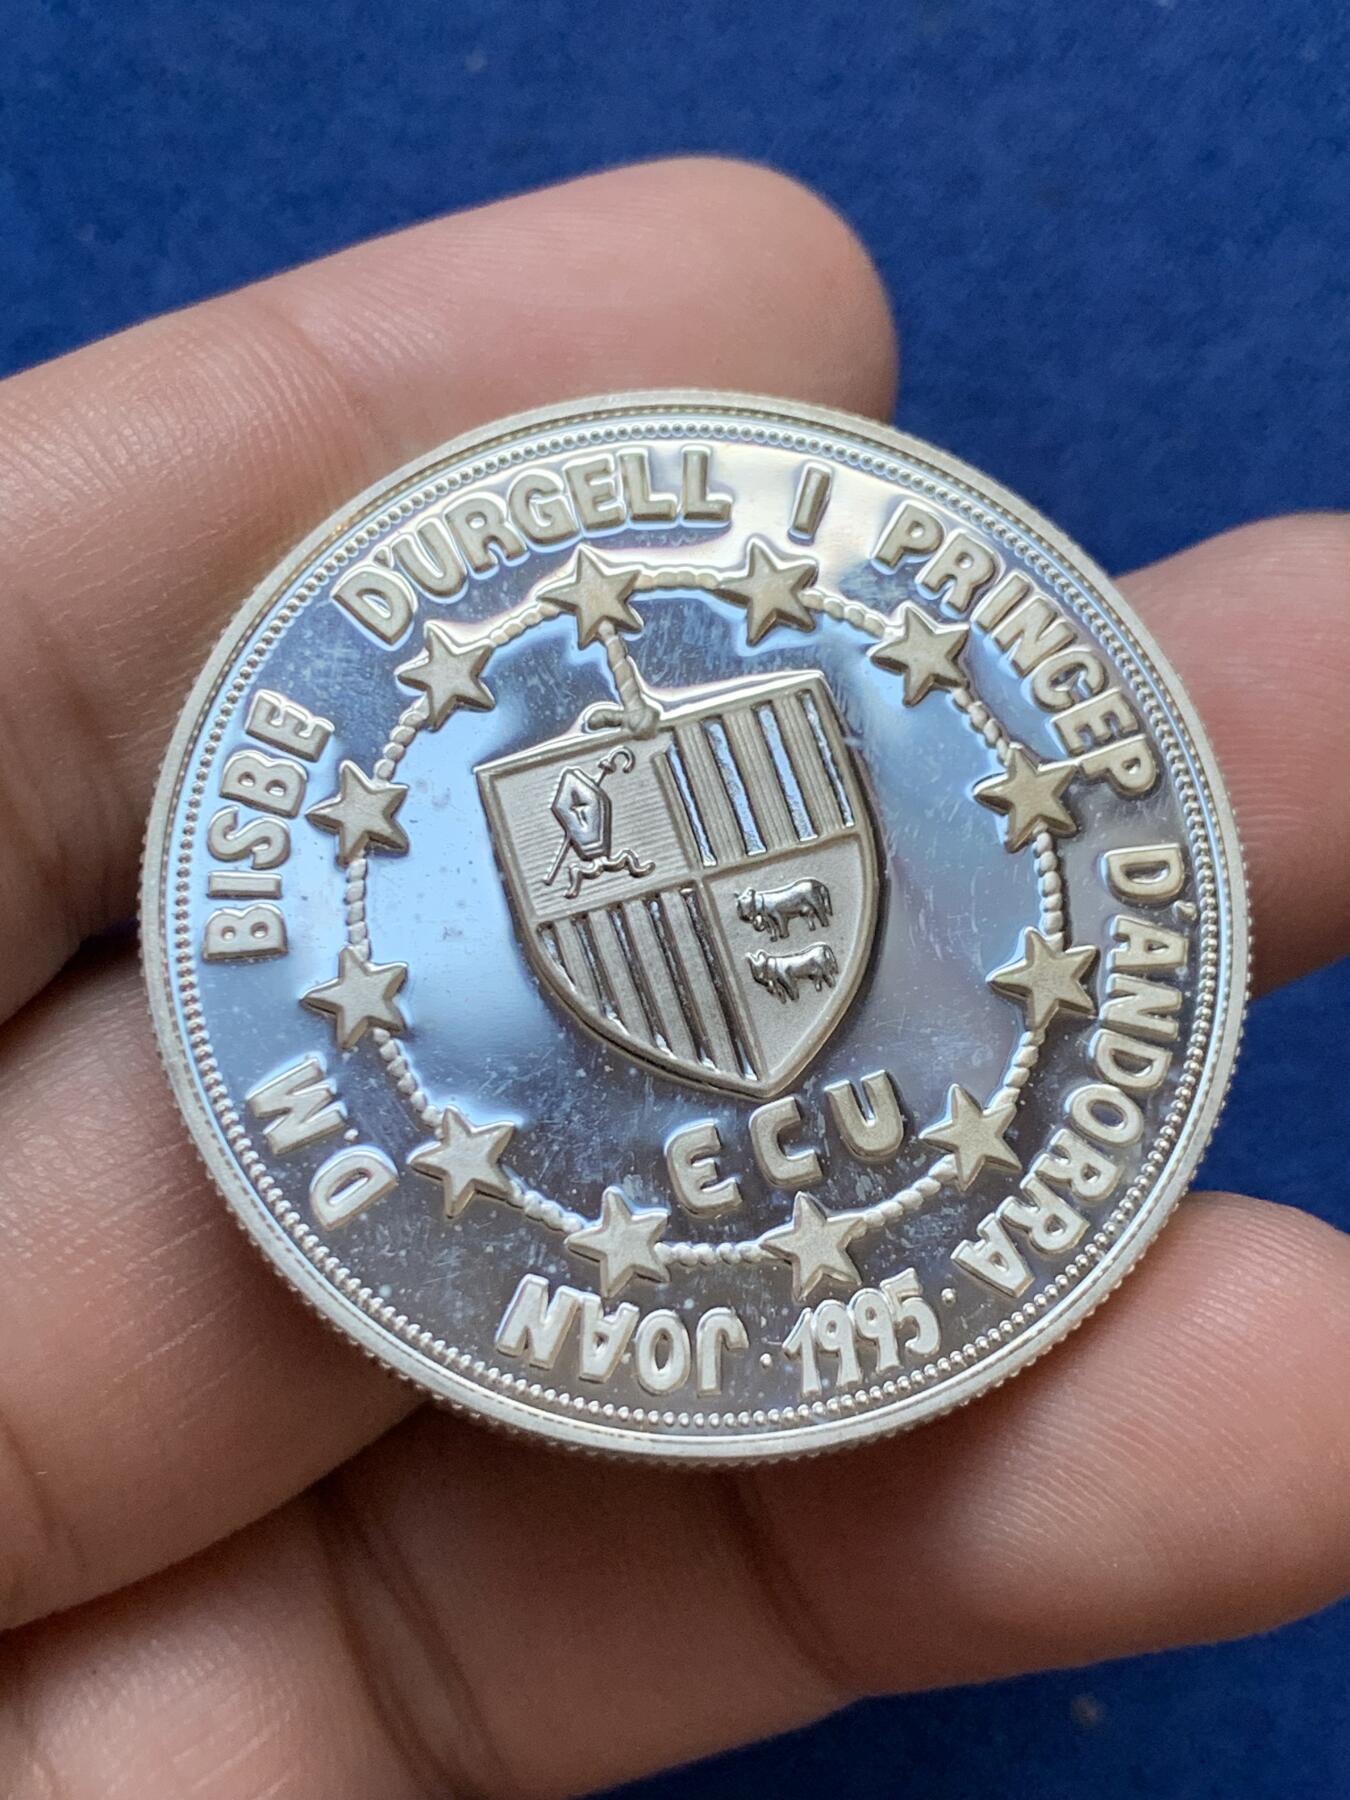 JOAN D.M. BISBE D'URGELL I PRINCEP D'ANDORRA
· 1995 ·
ECU